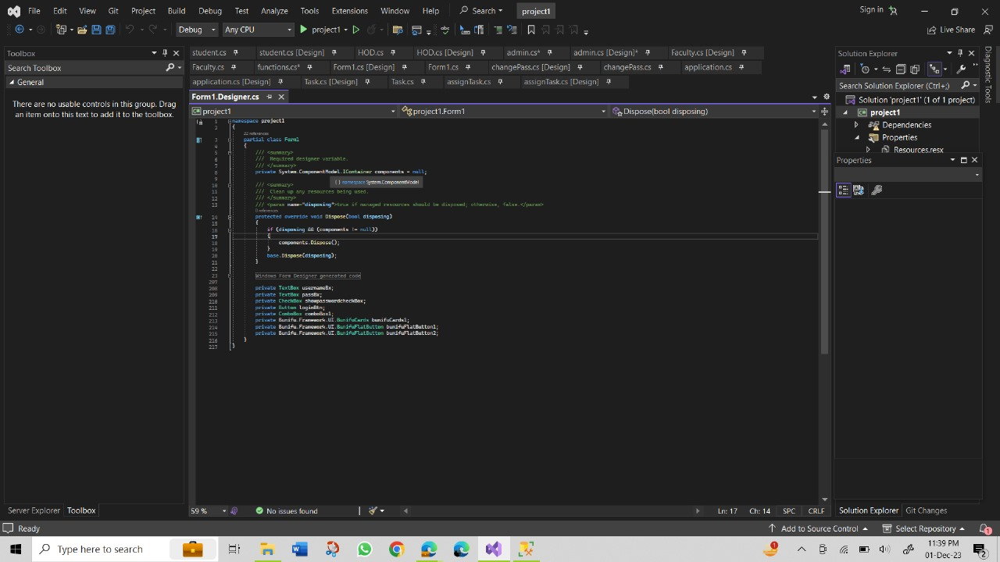 File Edit View Git Project Build Debug Test Analyze Tools Extensions Window Help Search project1 Sign in
Debug Any CPU project1 Live Share
Toolbox
Search Toolbox
General
There are no usable controls in this group. Drag
an item onto this text to add it to the toolbox.
Server Explorer Toolbox
student.cs student.cs [Design] HOD.cs HOD.cs [Design] admin.cs* admin.cs [Design]* Faculty.cs [Design]
Faculty.cs functions.cs* Form1.cs [Design] Form1.cs changePass.cs [Design] changePass.cs application.cs
application.cs [Design] Task.cs [Design] Task.cs assignTask.cs assignTask.cs [Design]
Form1.Designer.cs
project1 project1.Form1 Dispose(bool disposing)
1 namespace project1
2 {
22 references
3 partial class Form1
4 {
5 /// <summary>
6 /// Required designer variable.
7 /// </summary>
8 private System.ComponentModel.IContainer components = null;
9
{ } namespace System.ComponentModel
10 /// <summary>
11 /// Clean up any resources being used.
12 /// </summary>
13 /// <param name="disposing">true if managed resources should be disposed; otherwise, false.</param>
0 references
14 protected override void Dispose(bool disposing)
15 {
16 if (disposing && (components != null))
17 {
18 components.Dispose();
19 }
20 base.Dispose(disposing);
21 }
22
23 Windows Form Designer generated code
207
208 private TextBox usernameBx;
209 private TextBox passBx;
210 private CheckBox showpasswordcheckBox;
211 private Button loginBtn;
212 private ComboBox comboBox1;
213 private Bunifu.Framework.UI.BunifuCards bunifuCards1;
214 private Bunifu.Framework.UI.BunifuFlatButton bunifuFlatButton1;
215 private Bunifu.Framework.UI.BunifuFlatButton bunifuFlatButton2;
216 }
217 }
59 % No issues found Ln: 17 Ch: 14 SPC CRLF
Solution Explorer
Search Solution Explorer (Ctrl+;)
Solution 'project1' (1 of 1 project)
project1
Dependencies
Properties
Resources.resx
Properties
Solution Explorer Git Changes
Diagnostic Tools
Ready Add to Source Control Select Repository 1
Type here to search 1 11:39 PM
01-Dec-23 2